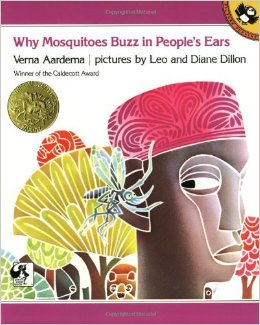 Why Mosquitoes Buzz in People's Ears
Verna Aardema | pictures by Leo and Diane Dillon
Winner of the Caldecott Award